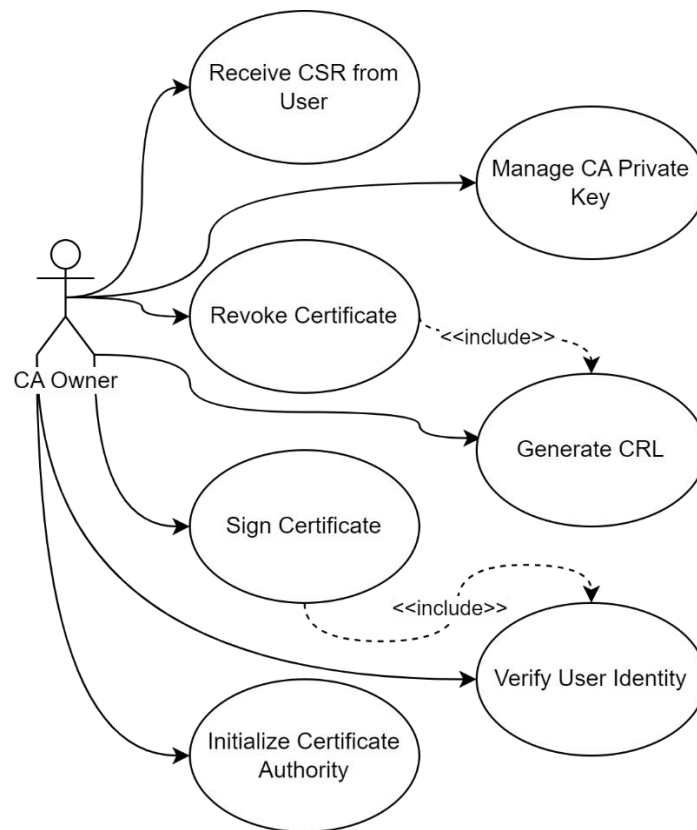 Receive CSR from
User
Manage CA Private
Key
Revoke Certificate
<<include>>
CA Owner
Generate CRL
Sign Certificate
<<include>>
Verify User Identity
Initialize Certificate
Authority